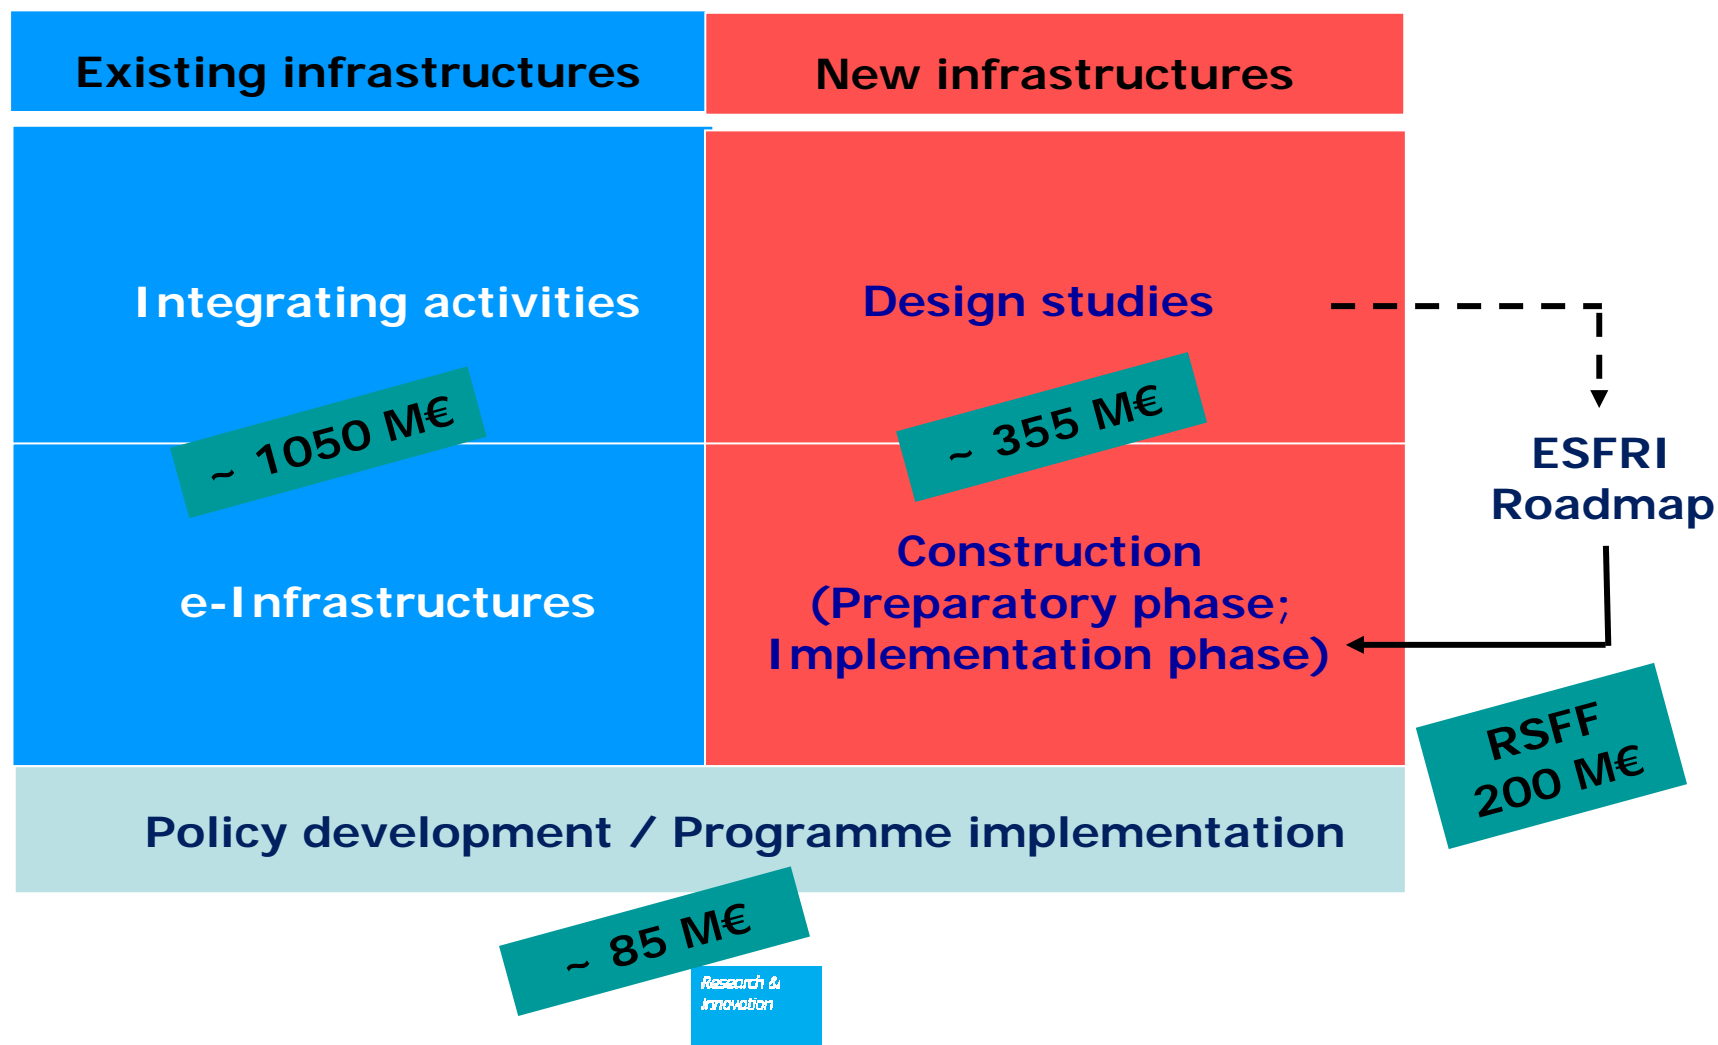 Existing infrastructures
New infrastructures
Integrating activities
Design studies
~ 1050 M€
~ 355 M€
ESFRI
Roadmap
e-Infrastructures
Construction
(Preparatory phase;
Implementation phase)
RSFF
200 M€
Policy development / Programme implementation
~ 85 M€
Research &
Innovation